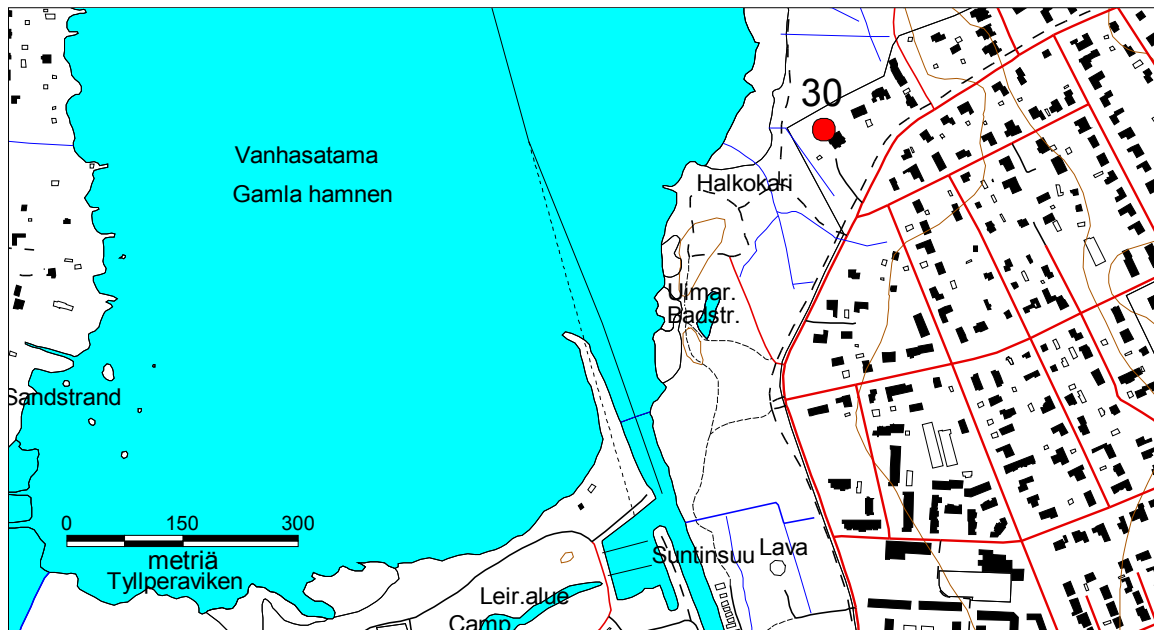 30
Vanhasatama
Gamla hamnen
Halkokari
Uimar.
Badstr.
Sandstrand
0 150 300
metriä
Tyllperaviken
Suntinsuu
Lava
Leir.alue
Camp.